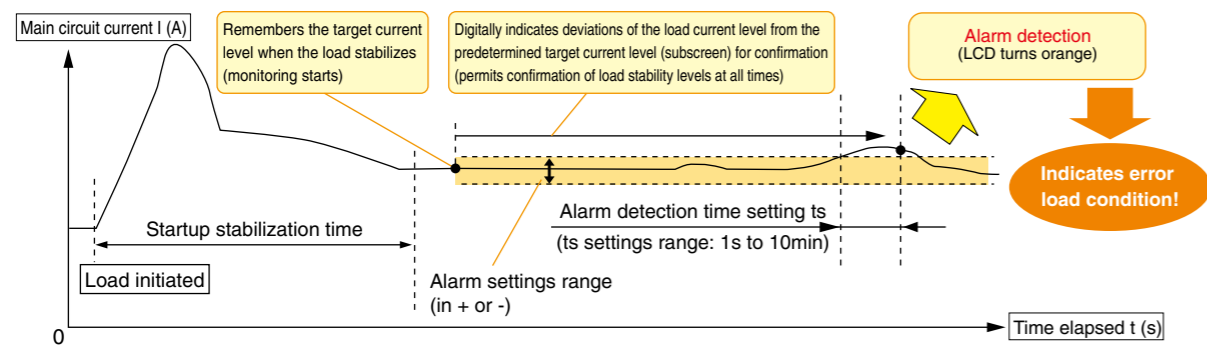 Main circuit current I (A)
Remembers the target current
level when the load stabilizes
(monitoring starts)
Digitally indicates deviations of the load current level from the
predetermined target current level (subscreen) for confirmation
(permits confirmation of load stability levels at all times)
Alarm detection
(LCD turns orange)
Indicates error
load condition!
Startup stabilization time
Alarm detection time setting ts
(ts settings range: 1s to 10min)
Load initiated
Alarm settings range
(in + or -)
0
Time elapsed t (s)